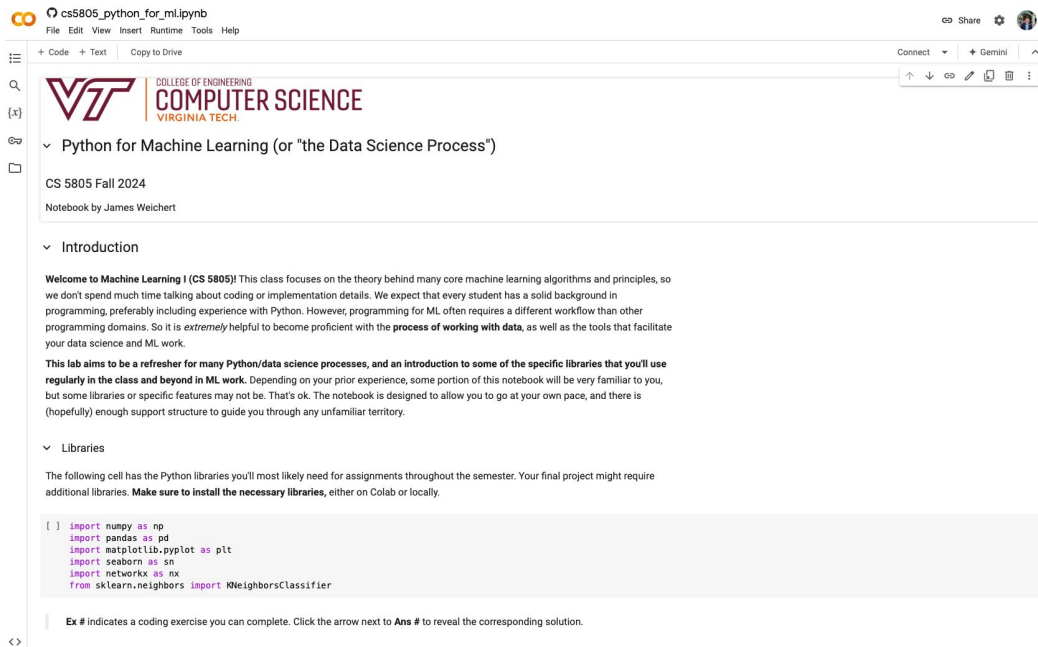 cs5805_python_for_ml.ipynb
File Edit View Insert Runtime Tools Help
Share
+ Code + Text Copy to Drive
Connect Gemini
VT
COLLEGE OF ENGINEERING
COMPUTER SCIENCE
VIRGINIA TECH.
{x}
Python for Machine Learning (or "the Data Science Process")
CS 5805 Fall 2024
Notebook by James Weichert
Introduction
Welcome to Machine Learning I (CS 5805)! This class focuses on the theory behind many core machine learning algorithms and principles, so
we don't spend much time talking about coding or implementation details. We expect that every student has a solid background in
programming, preferably including experience with Python. However, programming for ML often requires a different workflow than other
programming domains. So it is extremely helpful to become proficient with the process of working with data, as well as the tools that facilitate
your data science and ML work.
This lab aims to be a refresher for many Python/data science processes, and an introduction to some of the specific libraries that you'll use
regularly in the class and beyond in ML work. Depending on your prior experience, some portion of this notebook will be very familiar to you,
but some libraries or specific features may not be. That's ok. The notebook is designed to allow you to go at your own pace, and there is
(hopefully) enough support structure to guide you through any unfamiliar territory.
Libraries
The following cell has the Python libraries you'll most likely need for assignments throughout the semester. Your final project might require
additional libraries. Make sure to install the necessary libraries, either on Colab or locally.
[ ] import numpy as np
import pandas as pd
import matplotlib.pyplot as plt
import seaborn as sn
import networkx as nx
from sklearn.neighbors import KNeighborsClassifier
Ex # indicates a coding exercise you can complete. Click the arrow next to Ans # to reveal the corresponding solution.